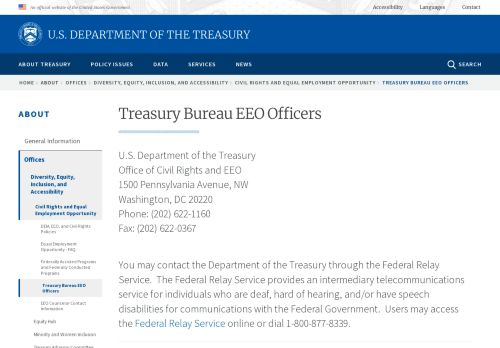 An official website of the United States Government
Accessibility Languages Contact
U.S. DEPARTMENT OF THE TREASURY
ABOUT TREASURY POLICY ISSUES DATA SERVICES NEWS SEARCH
HOME › ABOUT › OFFICES › DIVERSITY, EQUITY, INCLUSION, AND ACCESSIBILITY › CIVIL RIGHTS AND EQUAL EMPLOYMENT OPPORTUNITY › TREASURY BUREAU EEO OFFICERS
ABOUT
General Information
Offices
Diversity, Equity,
Inclusion, and
Accessibility
Civil Rights and Equal
Employment Opportunity
DEIA, EEO, and Civil Rights
Policies
Equal Employment
Opportunity - FAQ
Federally Assisted Programs
and Federally Conducted
Programs
Treasury Bureau EEO
Officers
EEO Counselor Contact
Information
Equity Hub
Minority and Women Inclusion
Treasury Advisory Committee
Treasury Bureau EEO Officers
U.S. Department of the Treasury
Office of Civil Rights and EEO
1500 Pennsylvania Avenue, NW
Washington, DC 20220
Phone: (202) 622-1160
Fax: (202) 622-0367
You may contact the Department of the Treasury through the Federal Relay
Service. The Federal Relay Service provides an intermediary telecommunications
service for individuals who are deaf, hard of hearing, and/or have speech
disabilities for communications with the Federal Government. Users may access
the Federal Relay Service online or dial 1-800-877-8339.